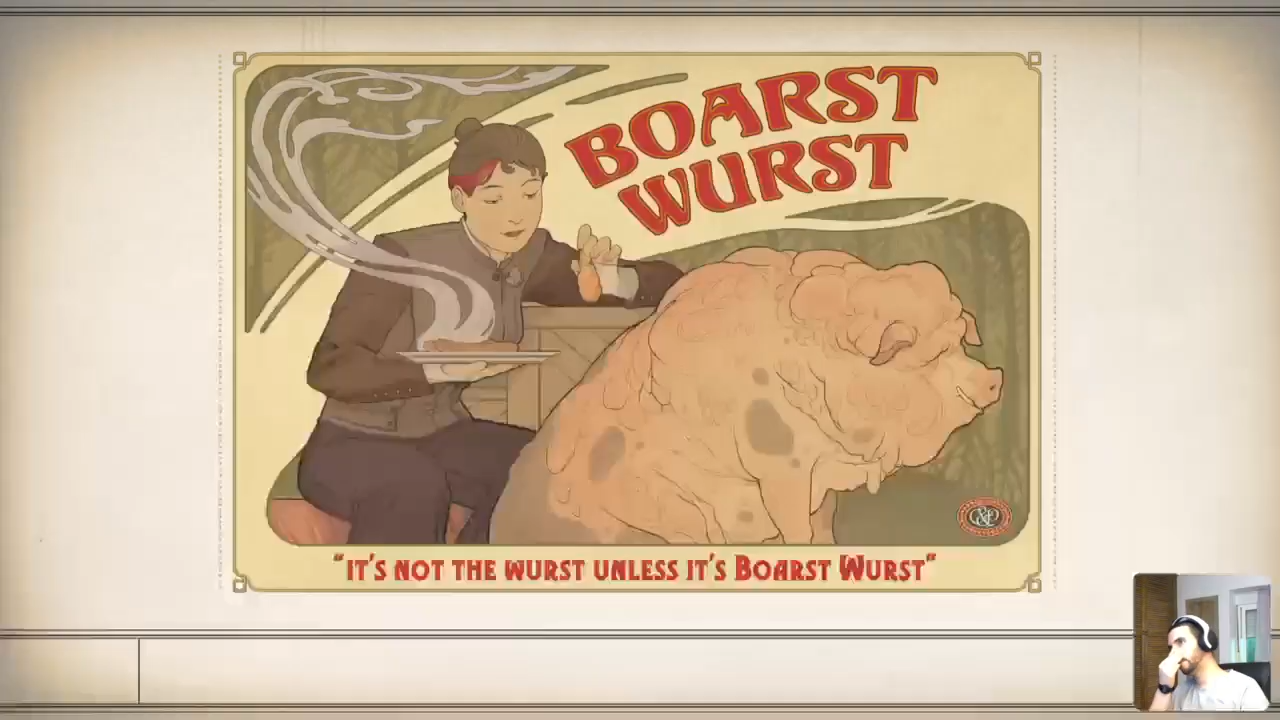 BOARST
WURST
G&P
"IT'S NOT THE WURST UNLESS IT'S BOARST WURST"